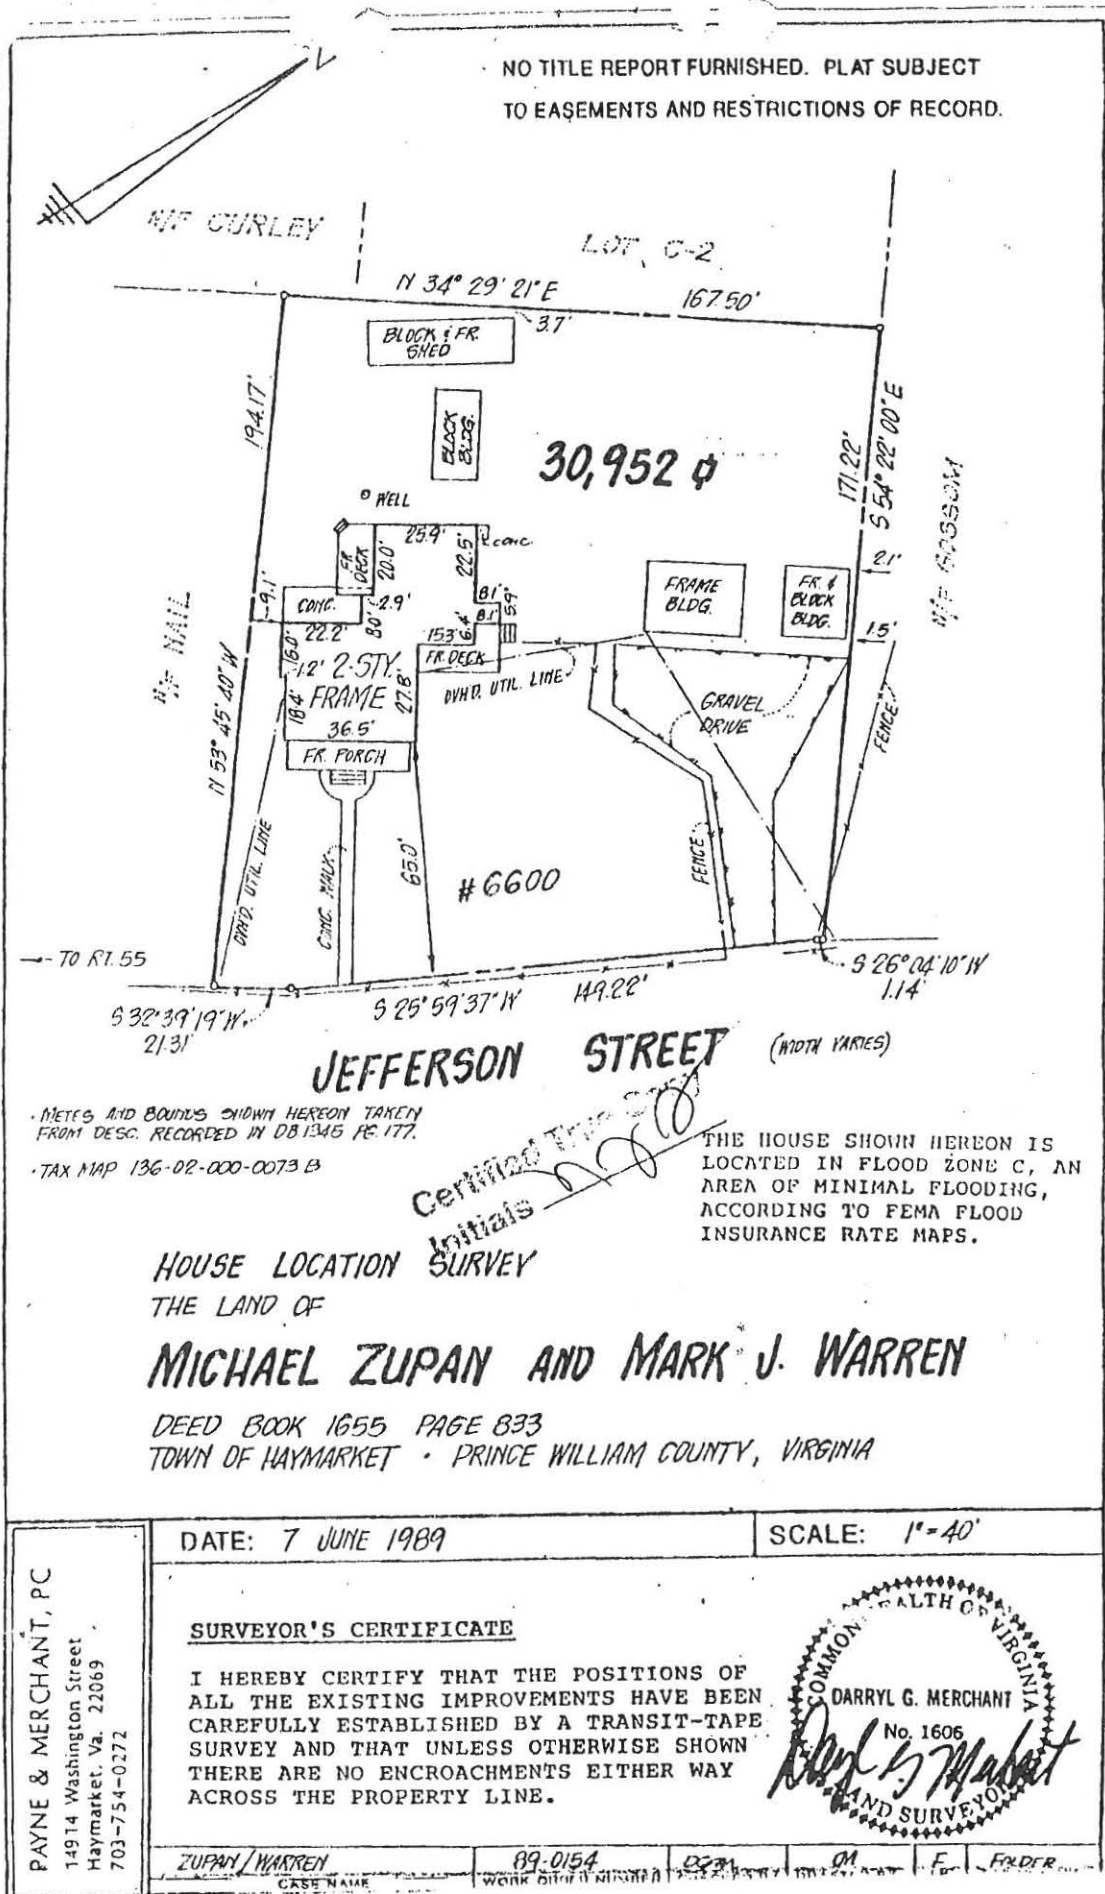 NO TITLE REPORT FURNISHED. PLAT SUBJECT
TO EASEMENTS AND RESTRICTIONS OF RECORD.
N/F CURLEY
LOT C-2
N 34° 29' 21" E
167.50'
3.7'
BLOCK & FR.
SHED
BLOCK
BLDG.
194.17'
30,952
171.22'
S 54° 22' 00" E
N/F GOSSOM
WELL
25.9'
CONC.
FR.
DECK
20.0'
22.5'
9.1'
CONC.
2.9'
8.1'
8.1'
5.9'
N/F NAIL
22.2'
8.0'
15.3'
6.4'
16.0'
FR. DECK
1.2'
2-STY.
FRAME
18.4'
27.8'
36.5'
FR. PORCH
OVHD. UTIL. LINE
FRAME
BLDG.
FR. &
BLOCK
BLDG.
2.1'
1.5'
GRAVEL
DRIVE
FENCE
N 53° 45' 40" W
OVHD. UTIL. LINE
CONC. WALK
65.0'
# 6600
FENCE
TO RT. 55
S 32° 39' 19" W
21.31'
S 25° 59' 37" W
149.22'
S 26° 04' 10" W
1.14'
JEFFERSON STREET (WIDTH VARIES)
· METES AND BOUNDS SHOWN HEREON TAKEN
FROM DESC. RECORDED IN DB 1345 PG. 177.
· TAX MAP 136-02-000-0073 B
Certified True Copy
Initials
THE HOUSE SHOWN HEREON IS
LOCATED IN FLOOD ZONE C, AN
AREA OF MINIMAL FLOODING,
ACCORDING TO FEMA FLOOD
INSURANCE RATE MAPS.
HOUSE LOCATION SURVEY
THE LAND OF
MICHAEL ZUPAN AND MARK J. WARREN
DEED BOOK 1655 PAGE 833
TOWN OF HAYMARKET · PRINCE WILLIAM COUNTY, VIRGINIA
DATE: 7 JUNE 1989
SCALE: 1"=40'
PAYNE & MERCHANT, PC
14914 Washington Street
Haymarket, Va. 22069
703-754-0272
SURVEYOR'S CERTIFICATE
I HEREBY CERTIFY THAT THE POSITIONS OF
ALL THE EXISTING IMPROVEMENTS HAVE BEEN
CAREFULLY ESTABLISHED BY A TRANSIT-TAPE
SURVEY AND THAT UNLESS OTHERWISE SHOWN
THERE ARE NO ENCROACHMENTS EITHER WAY
ACROSS THE PROPERTY LINE.
COMMONWEALTH OF VIRGINIA
DARRYL G. MERCHANT
No. 1606
LAND SURVEYOR
ZUPAN/WARREN
CASE NAME
89-0154
WORK ORDER NUMBER
F
FOLDER